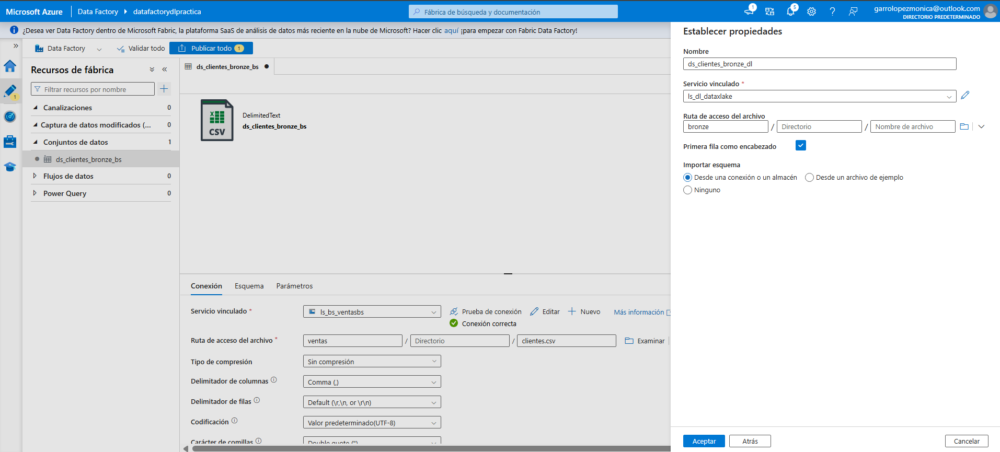 Microsoft Azure
Data Factory
datafactorydlpractica
Fábrica de búsqueda y documentación
1
5
garrolopezmonica@outlook.com
DIRECTORIO PREDETERMINADO
¿Desea ver Data Factory dentro de Microsoft Fabric, la plataforma SaaS de análisis de datos más reciente en la nube de Microsoft? Hacer clic aquí ¡para empezar con Fabric Data Factory!
Data Factory
Validar todo
Publicar todo 1
Recursos de fábrica
Filtrar recursos por nombre
1
Canalizaciones 0
Captura de datos modificados (... 0
Conjuntos de datos 1
ds_clientes_bronze_bs
Flujos de datos 0
Power Query 0
ds_clientes_bronze_bs
CSV
DelimitedText
ds_clientes_bronze_bs
Conexión
Esquema
Parámetros
Servicio vinculado *
ls_bs_ventasbs
Prueba de conexión
Editar
Nuevo
Más información
Conexión correcta
Ruta de acceso del archivo *
ventas / Directorio / clientes.csv
Examinar
Tipo de compresión
Sin compresión
Delimitador de columnas
Comma (,)
Delimitador de filas
Default (\r,\n, or \r\n)
Codificación
Valor predeterminado(UTF-8)
Carácter de comillas
Double quote (")
Establecer propiedades
Nombre
ds_clientes_bronze_dl
Servicio vinculado *
ls_dl_dataxlake
Ruta de acceso del archivo
bronze / Directorio / Nombre de archivo
Primera fila como encabezado
Importar esquema
Desde una conexión o un almacén
Desde un archivo de ejemplo
Ninguno
Aceptar
Atrás
Cancelar